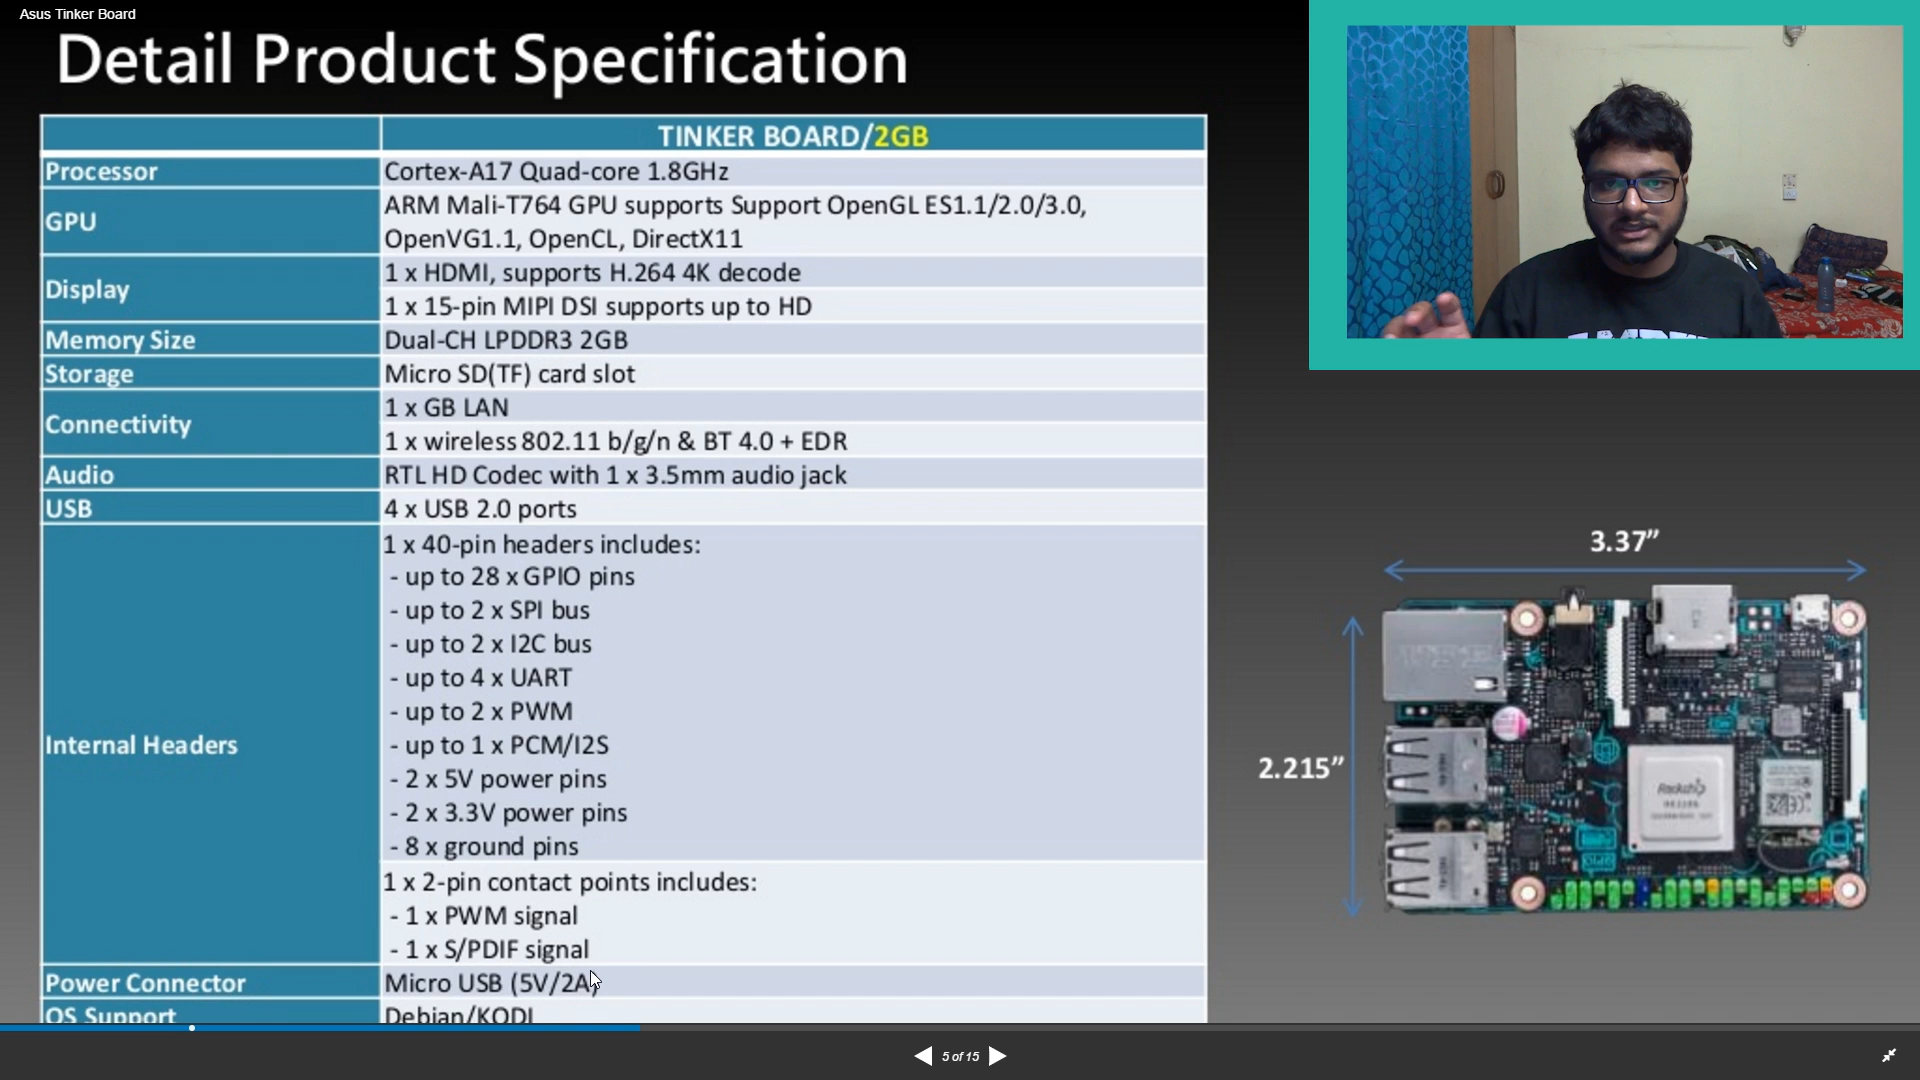 Asus Tinker Board
Detail Product Specification
TINKER BOARD/2GB
Processor
Cortex-A17 Quad-core 1.8GHz
GPU
ARM Mali-T764 GPU supports Support OpenGL ES1.1/2.0/3.0,
OpenVG1.1, OpenCL, DirectX11
Display
1 x HDMI, supports H.264 4K decode
1 x 15-pin MIPI DSI supports up to HD
Memory Size
Dual-CH LPDDR3 2GB
Storage
Micro SD(TF) card slot
Connectivity
1 x GB LAN
1 x wireless 802.11 b/g/n & BT 4.0 + EDR
Audio
RTL HD Codec with 1 x 3.5mm audio jack
USB
4 x USB 2.0 ports
Internal Headers
1 x 40-pin headers includes:
- up to 28 x GPIO pins
- up to 2 x SPI bus
- up to 2 x I2C bus
- up to 4 x UART
- up to 2 x PWM
- up to 1 x PCM/I2S
- 2 x 5V power pins
- 2 x 3.3V power pins
- 8 x ground pins
1 x 2-pin contact points includes:
- 1 x PWM signal
- 1 x S/PDIF signal
Power Connector
Micro USB (5V/2A)
OS Support
Debian/KODI
3.37”
2.215”
Rockchip
5 of 15